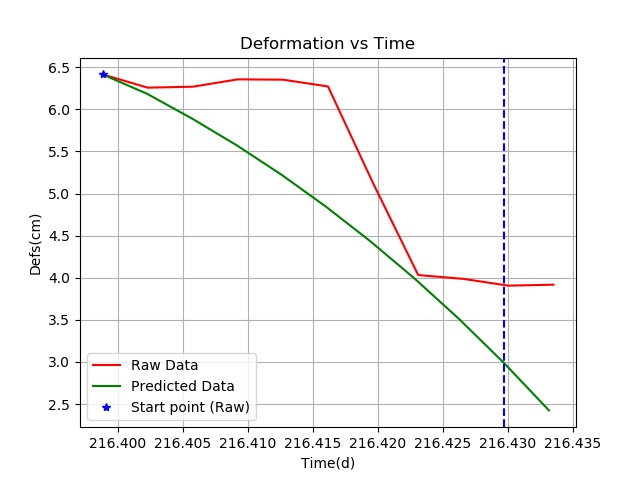 Deformation vs Time
Defs(cm)
6.5
6.0
5.5
5.0
4.5
4.0
3.5
3.0
2.5
Raw Data
Predicted Data
Start point (Raw)
216.400 216.405 216.410 216.415 216.420 216.425 216.430 216.435
Time(d)